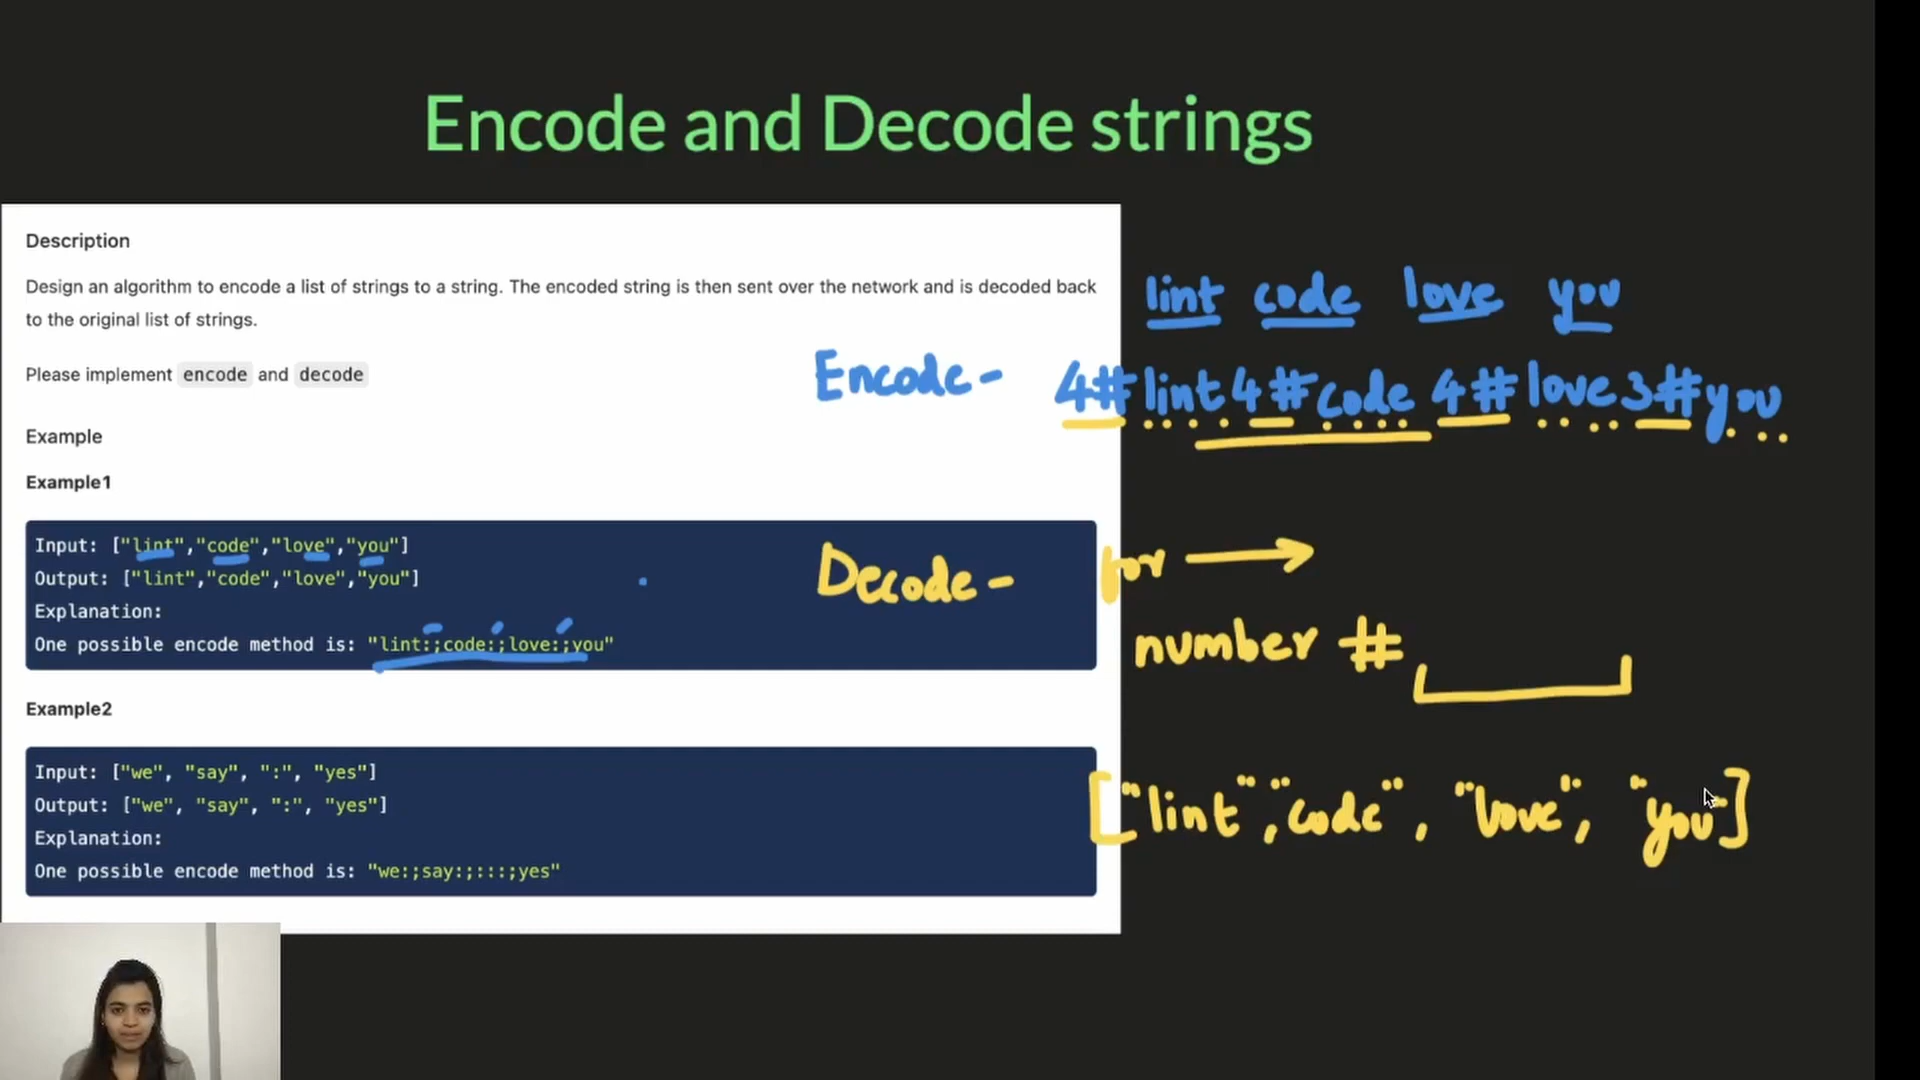 Encode and Decode strings
Description
Design an algorithm to encode a list of strings to a string. The encoded string is then sent over the network and is decoded back
to the original list of strings.
Please implement encode and decode
Example
Example1
Input: ["lint","code","love","you"]
Output: ["lint","code","love","you"]
Explanation:
One possible encode method is: "lint:;code:;love:;you"
Example2
Input: ["we", "say", ":", "yes"]
Output: ["we", "say", ":", "yes"]
Explanation:
One possible encode method is: "we:;say:;:::;yes"
lint code love you
Encode- 4#lint4#code4#love3#you
Decode- for →
number #
["lint","code", "love", "you"]